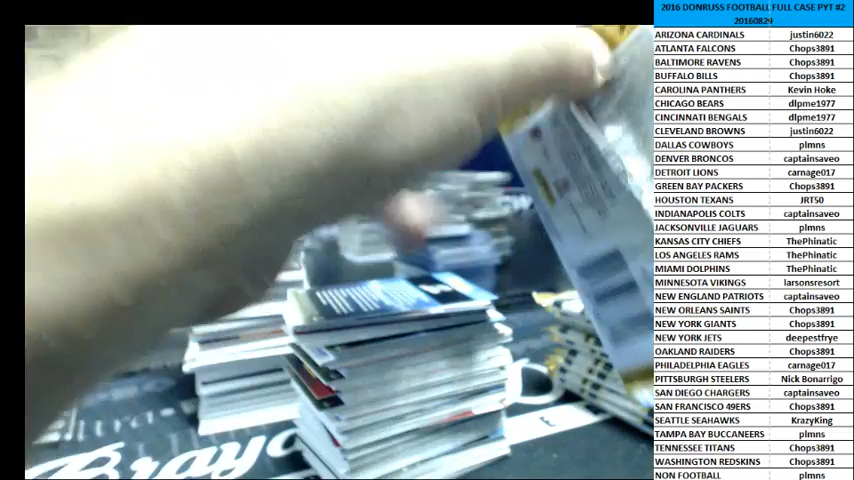 2016 DONRUSS FOOTBALL FULL CASE PYT #2
20160824
ARIZONA CARDINALS justin6022
ATLANTA FALCONS Chops3891
BALTIMORE RAVENS Chops3891
BUFFALO BILLS Chops3891
CAROLINA PANTHERS Kevin Hoke
CHICAGO BEARS dlpme1977
CINCINNATI BENGALS dlpme1977
CLEVELAND BROWNS justin6022
DALLAS COWBOYS plmns
DENVER BRONCOS captainsaveo
DETROIT LIONS carnage017
GREEN BAY PACKERS Chops3891
HOUSTON TEXANS JRT50
INDIANAPOLIS COLTS captainsaveo
JACKSONVILLE JAGUARS plmns
KANSAS CITY CHIEFS ThePhinatic
LOS ANGELES RAMS ThePhinatic
MIAMI DOLPHINS ThePhinatic
MINNESOTA VIKINGS larsonsresort
NEW ENGLAND PATRIOTS captainsaveo
NEW ORLEANS SAINTS Chops3891
NEW YORK GIANTS Chops3891
NEW YORK JETS deepestfrye
OAKLAND RAIDERS Chops3891
PHILADELPHIA EAGLES carnage017
PITTSBURGH STEELERS Nick Bonarrigo
SAN DIEGO CHARGERS captainsaveo
SAN FRANCISCO 49ERS Chops3891
SEATTLE SEAHAWKS KrazyKing
TAMPA BAY BUCCANEERS plmns
TENNESSEE TITANS Chops3891
WASHINGTON REDSKINS Chops3891
NON FOOTBALL plmns